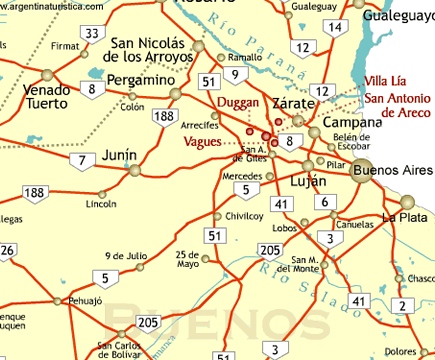 www.argentinaturistica.com
Rosario
Gualeguay
Gualeguayc
33
12
14
Río Paraná
Firmat
San Nicolás
de los Arroyos
Ramallo
9
51
Villa Lía
San Antonio
de Areco
Venado
Tuerto
8
Pergamino
Colón
12
Duggan
Zárate
Campana
188
Arrecifes
Vagues
8
Belén de
Escobar
San A.
de Giles
Pilar
Junín
7
Mercedes
5
Luján
Buenos Aires
188
7
Lincoln
41
6
La Plata
Chivilcoy
Lobos
Cañuelas
51
205
3
26
9 de Julio
5
25 de
Mayo
San M.
del Monte
Río Salado
Chasco
Pehuajó
205
3
41
2
Buenos
San Carlos
de Bolívar
Dolores